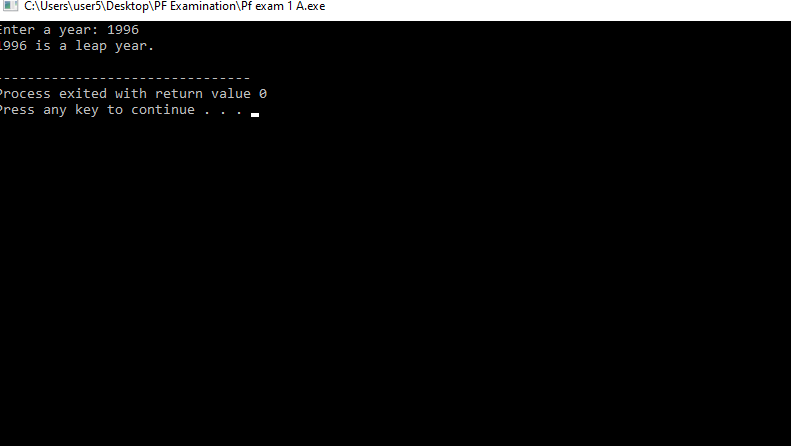 C:\Users\user5\Desktop\PF Examination\Pf exam 1 A.exe
Enter a year: 1996
1996 is a leap year.
--------------------------------
Process exited with return value 0
Press any key to continue . . .